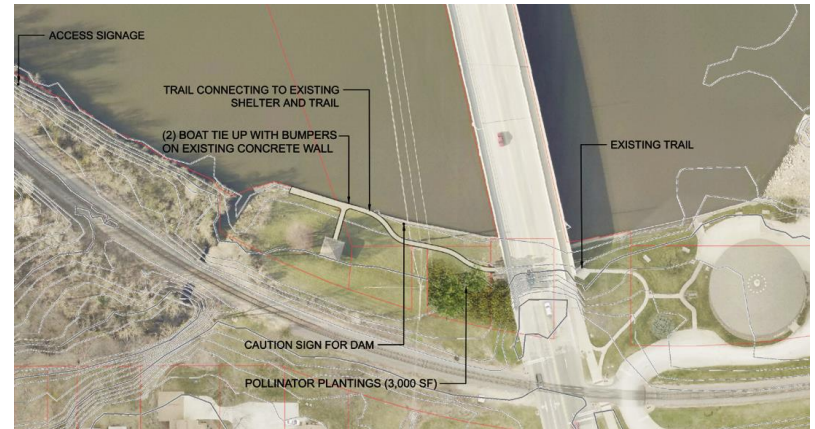 ACCESS SIGNAGE
TRAIL CONNECTING TO EXISTING
SHELTER AND TRAIL
(2) BOAT TIE UP WITH BUMPERS
ON EXISTING CONCRETE WALL
EXISTING TRAIL
CAUTION SIGN FOR DAM
POLLINATOR PLANTINGS (3,000 SF)